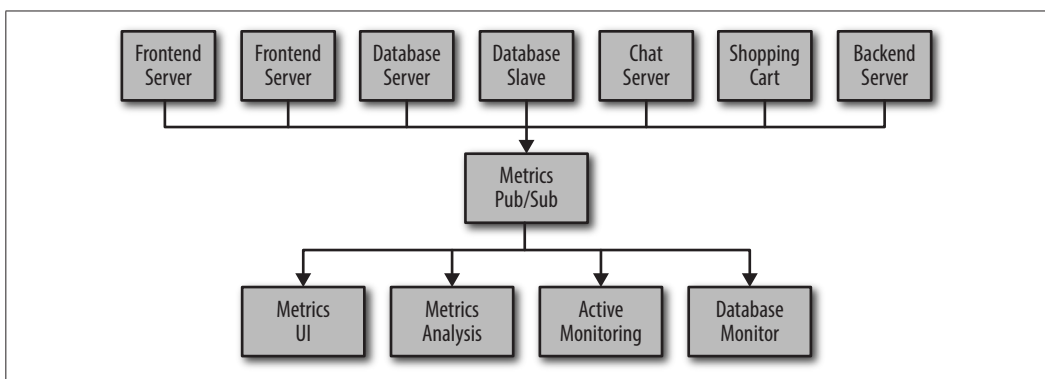 Frontend
Server
Frontend
Server
Database
Server
Database
Slave
Chat
Server
Shopping
Cart
Backend
Server
Metrics
Pub/Sub
Metrics
UI
Metrics
Analysis
Active
Monitoring
Database
Monitor